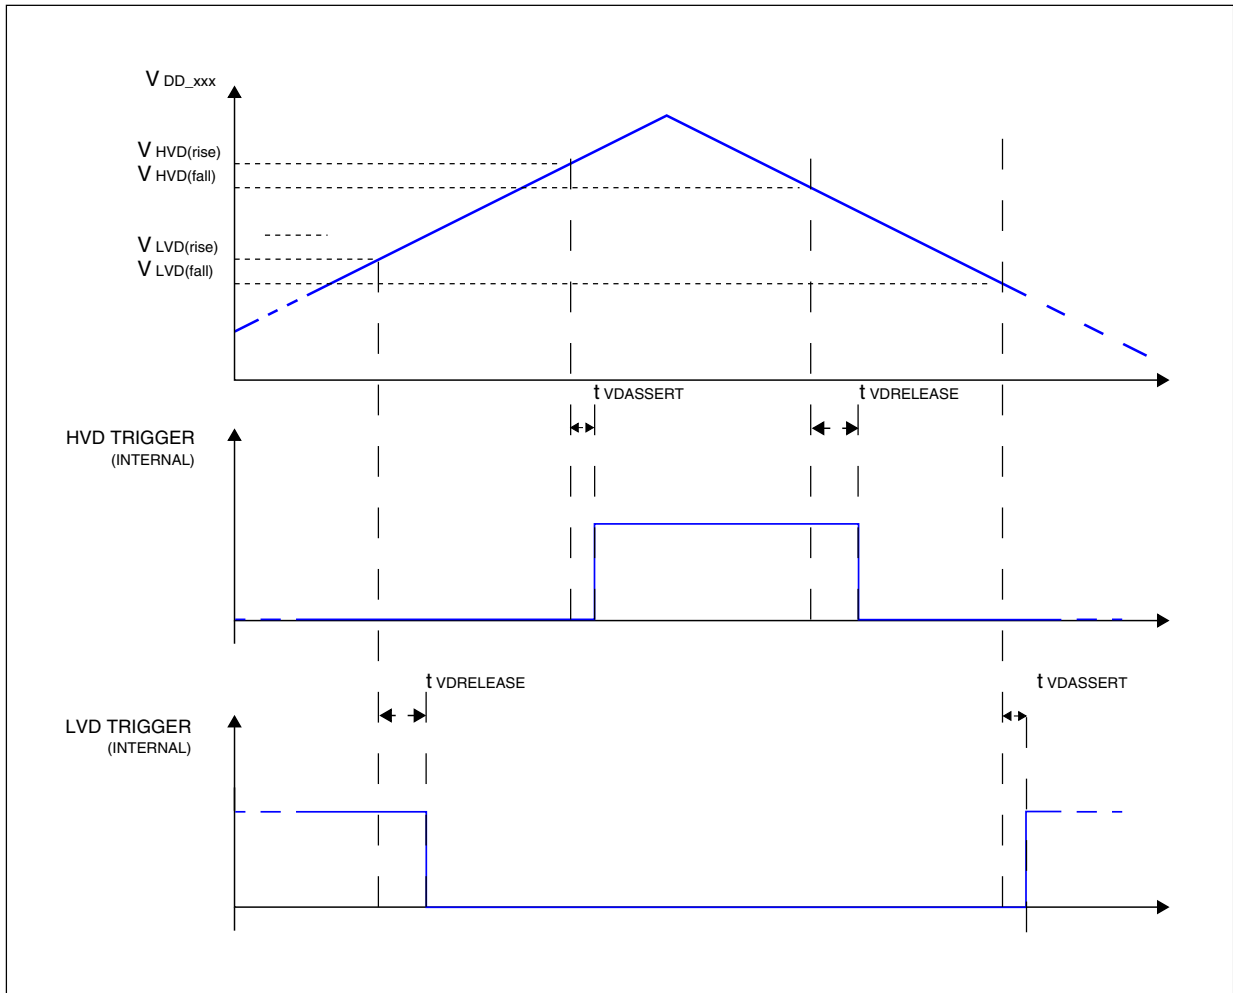 V DD_xxx
V HVD(rise)
V HVD(fall)
V LVD(rise)
V LVD(fall)
t VDASSERT
t VDRELEASE
HVD TRIGGER
(INTERNAL)
t VDRELEASE
t VDASSERT
LVD TRIGGER
(INTERNAL)